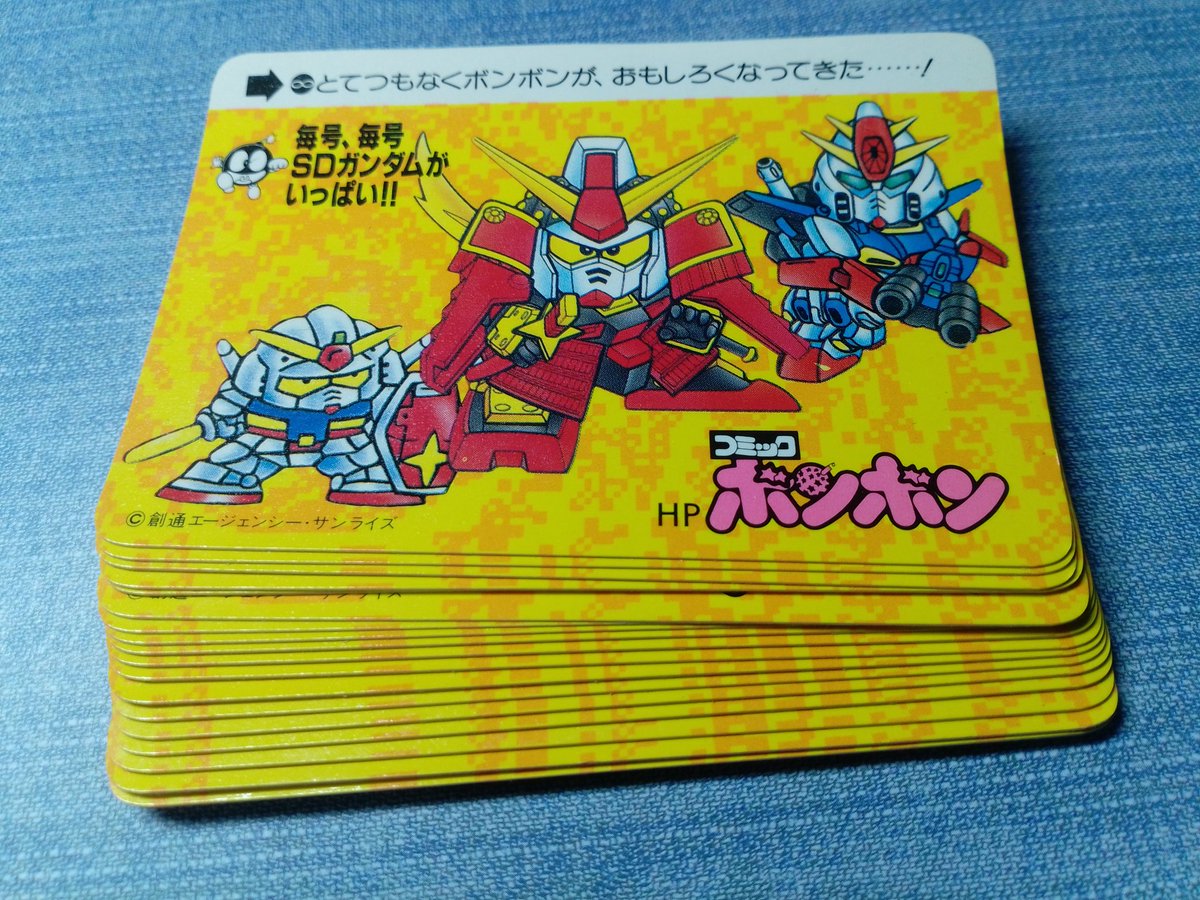 とてつもなくボンボンが、おもしろくなってきた……!
毎号、毎号
SDガンダムが
いっぱい!!
コミック
HP ボンボン
©創通エージェンシー・サンライズ